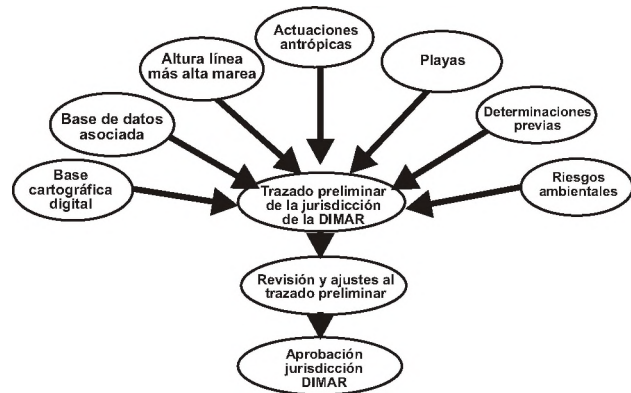 Actuaciones
antrópicas
Altura línea
más alta marea
Playas
Base de datos
asociada
Determinaciones
previas
Base
cartográfica
digital
Riesgos
ambientales
Trazado preliminar
de la jurisdicción
de la DIMAR
Revisión y ajustes al
trazado preliminar
Aprobación
jurisdicción
DIMAR